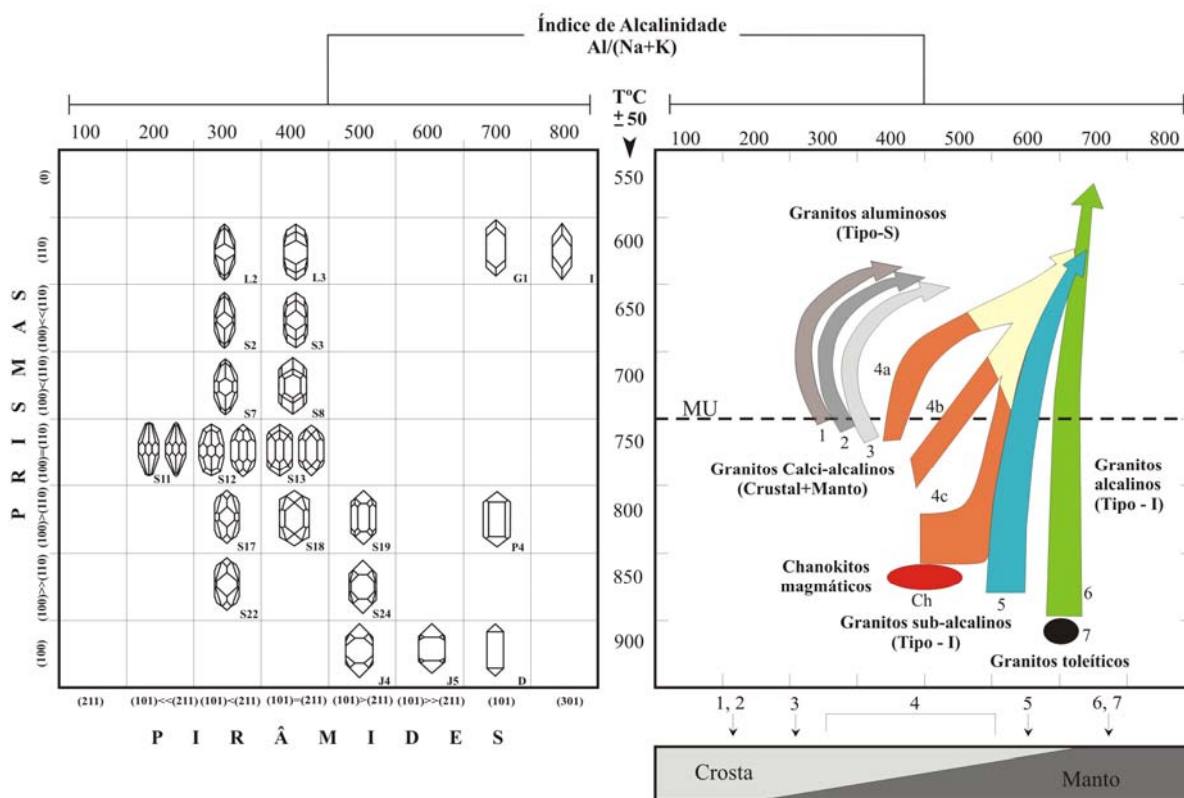 Índice de Alcalinidade
Al/(Na+K)
TºC
± 50
100 200 300 400 500 600 700 800
100 200 300 400 500 600 700 800
(0)
(110)
(100)<<(110)
(100)<(110)
(100)=(110)
(100)>(110)
(100)>>(110)
(100)
P R I S M A S
L2 L3 G1 I
S2 S3
S7 S8
S11 S12 S13
S17 S18 S19 P4
S22 S24
J4 J5 D
(211) (101)<<(211) (101)<(211) (101)=(211) (101)>(211) (101)>>(211) (101) (301)
P I R Â M I D E S
550
600
650
700
750
800
850
900
Granitos aluminosos
(Tipo-S)
4a
MU
4b
1 2 3
Granitos Calci-alcalinos
(Crustal+Manto)
Granitos
alcalinos
(Tipo - I)
4c
Chanokitos
magmáticos
Ch
5
6
Granitos sub-alcalinos
(Tipo - I)
7
Granitos toleíticos
1, 2 3 4 5 6, 7
Crosta
Manto